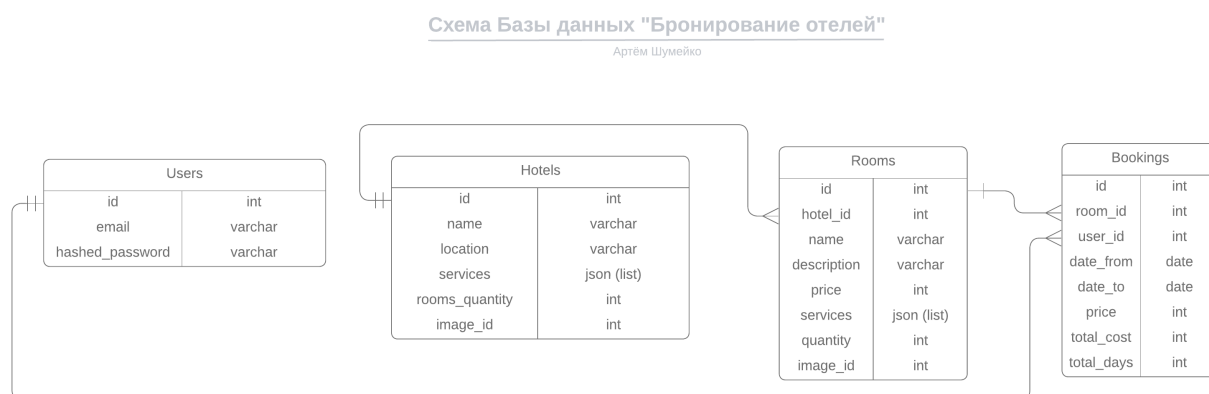 Схема Базы данных "Бронирование отелей"
Артём Шумейко
Users
id int
email varchar
hashed_password varchar
Hotels
id int
name varchar
location varchar
services json (list)
rooms_quantity int
image_id int
Rooms
id int
hotel_id int
name varchar
description varchar
price int
services json (list)
quantity int
image_id int
Bookings
id int
room_id int
user_id int
date_from date
date_to date
price int
total_cost int
total_days int